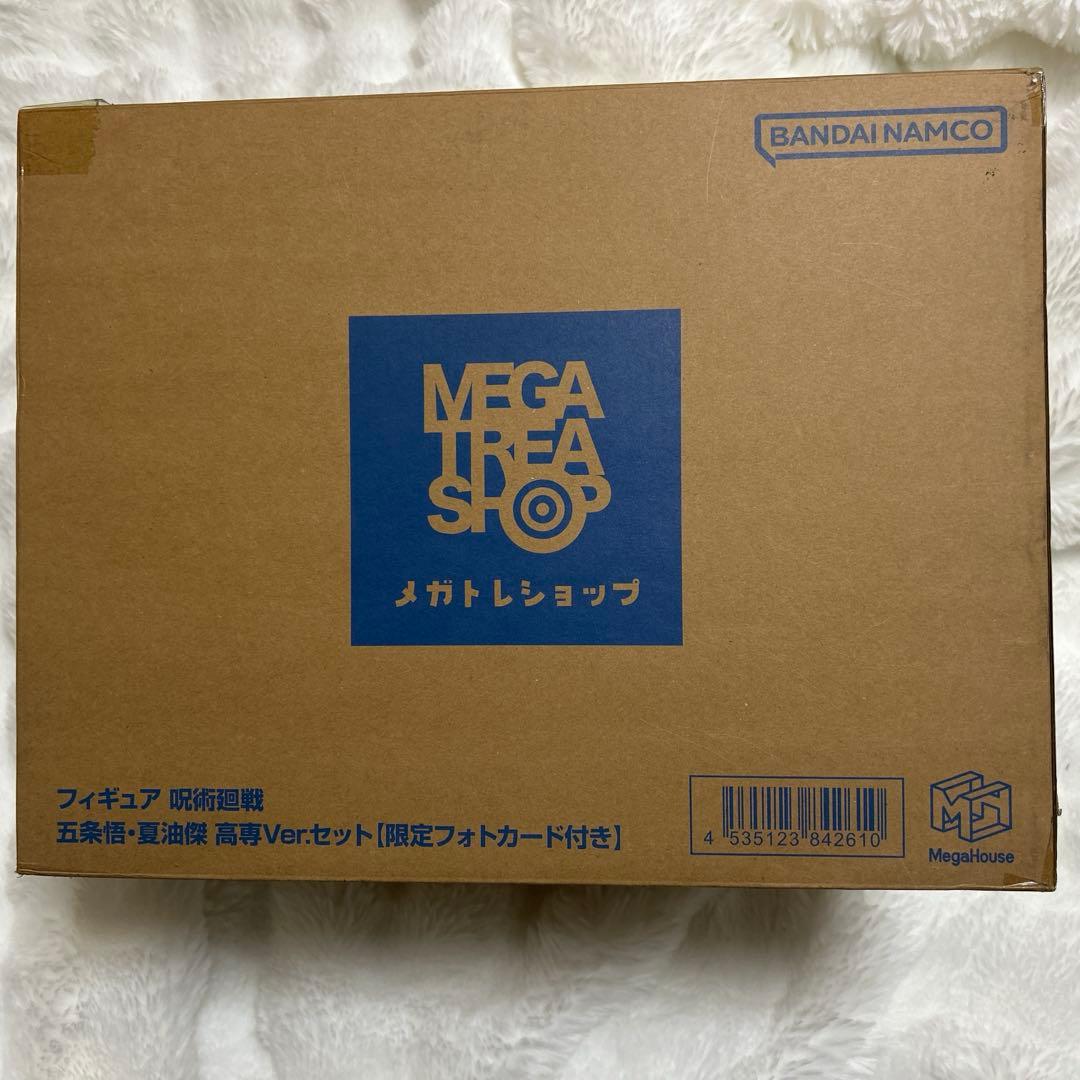 BANDAI NAMCO
MEGA
TREA
SHOP
メガトレショップ
フィギュア 呪術廻戦
五条悟・夏油傑 高専Ver.セット【限定フォトカード付き】
4 535123 842610
MegaHouse